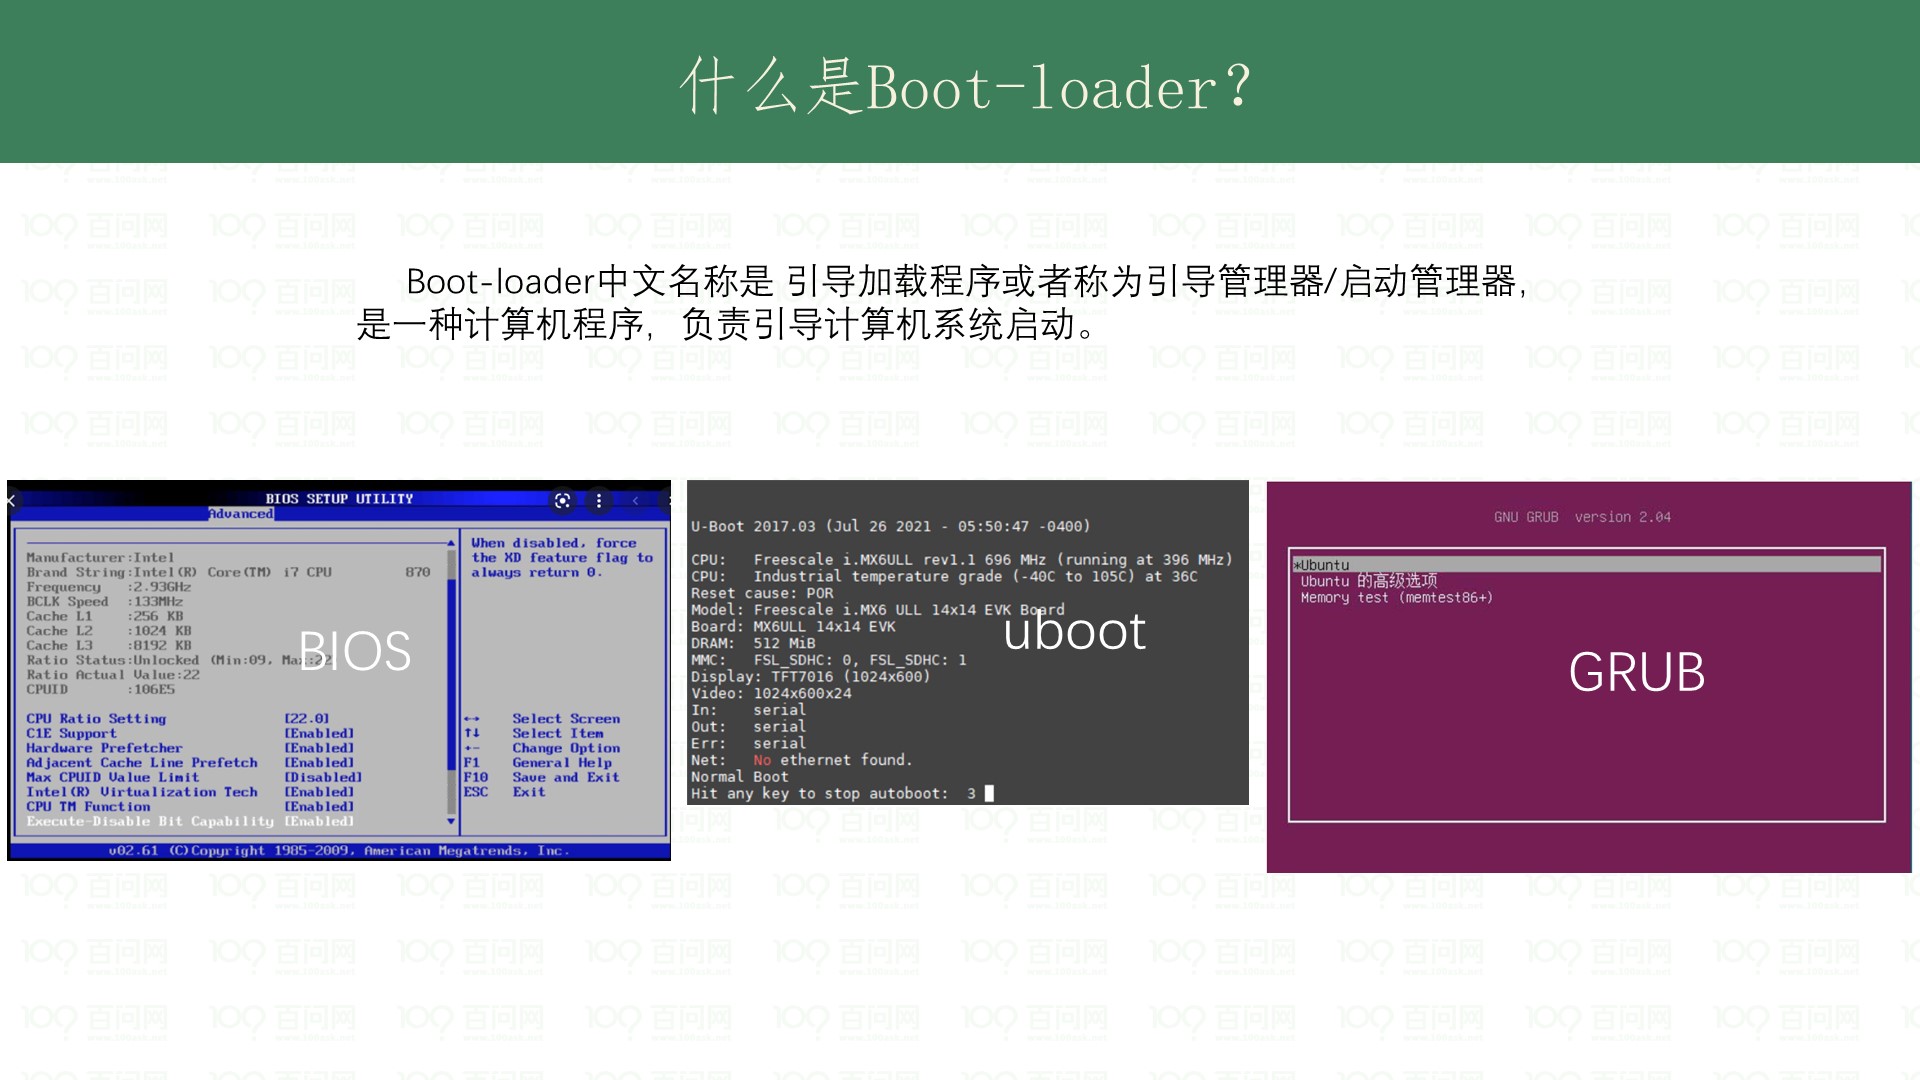 什么是Boot-loader?
Boot-loader中文名称是 引导加载程序或者称为引导管理器/启动管理器,
是一种计算机程序，负责引导计算机系统启动。
BIOS SETUP UTILITY
Advanced
Manufacturer:Intel
Brand String:Intel(R) Core(TM) i7 CPU 870
Frequency :2.93GHz
BCLK Speed :133MHz
Cache L1 :256 KB
Cache L2 :1024 KB
Cache L3 :8192 KB
Ratio Status:Unlocked (Min:09, Max:22
Ratio Actual Value:22
CPUID :106E5
CPU Ratio Setting [22.0]
C1E Support [Enabled]
Hardware Prefetcher [Enabled]
Adjacent Cache Line Prefetch [Enabled]
Max CPUID Value Limit [Disabled]
Intel(R) Virtualization Tech [Enabled]
CPU TM Function [Enabled]
Execute-Disable Bit Capability [Enabled]
When disabled, force
the XD feature flag to
always return 0.
↔ Select Screen
↑↓ Select Item
+- Change Option
F1 General Help
F10 Save and Exit
ESC Exit
v02.61 (C)Copyright 1985-2009, American Megatrends, Inc.
BIOS
U-Boot 2017.03 (Jul 26 2021 - 05:50:47 -0400)
CPU: Freescale i.MX6ULL rev1.1 696 MHz (running at 396 MHz)
CPU: Industrial temperature grade (-40C to 105C) at 36C
Reset cause: POR
Model: Freescale i.MX6 ULL 14x14 EVK Board
Board: MX6ULL 14x14 EVK
DRAM: 512 MiB
MMC: FSL_SDHC: 0, FSL_SDHC: 1
Display: TFT7016 (1024x600)
Video: 1024x600x24
In: serial
Out: serial
Err: serial
Net: No ethernet found.
Normal Boot
Hit any key to stop autoboot: 3
uboot
GNU GRUB version 2.04
*Ubuntu
Ubuntu 的高级选项
Memory test (memtest86+)
GRUB
百问网
www.100ask.net